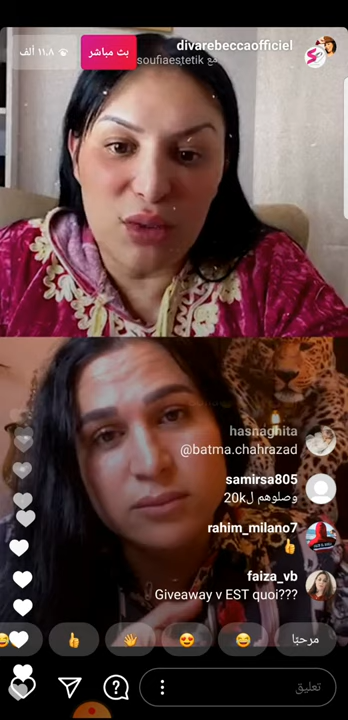 divarebeccaofficiel
مع soufiaestetik
بث مباشر
١١,٨ ألف
hasnaghita
@batma.chahrazad
samirsa805
وصلوهم ل20k
rahim_milano7
👍
faiza_vb
Giveaway v EST quoi???
مرحبًا 😂 😍 👋 👍
تعليق